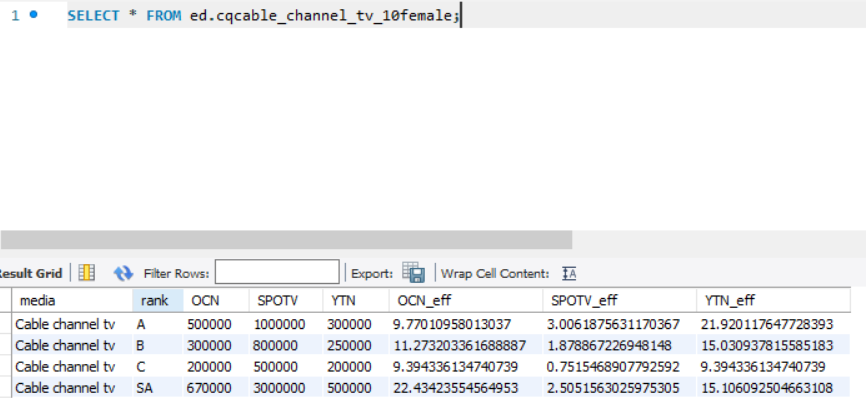 1 SELECT * FROM ed.cqcable_channel_tv_10female;
Result Grid Filter Rows: Export: Wrap Cell Content: IA
media rank OCN SPOTV YTN OCN_eff SPOTV_eff YTN_eff
Cable channel tv A 500000 1000000 300000 9.77010958013037 3.0061875631170367 21.920117647728393
Cable channel tv B 300000 800000 250000 11.273203361688887 1.878867226948148 15.030937815585183
Cable channel tv C 200000 500000 200000 9.394336134740739 0.7515468907792592 9.394336134740739
Cable channel tv SA 670000 3000000 500000 22.43423554564953 2.5051563025975305 15.106092504663108